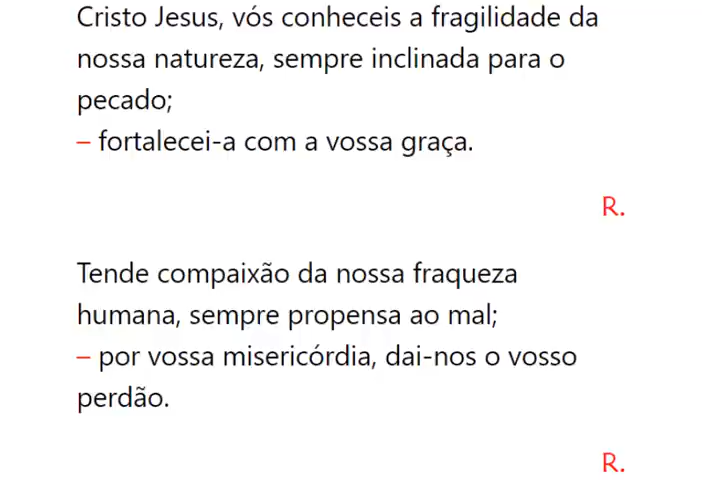 Cristo Jesus, vós conheceis a fragilidade da
nossa natureza, sempre inclinada para o
pecado;
– fortalecei-a com a vossa graça.
R.
Tende compaixão da nossa fraqueza
humana, sempre propensa ao mal;
– por vossa misericórdia, dai-nos o vosso
perdão.
R.